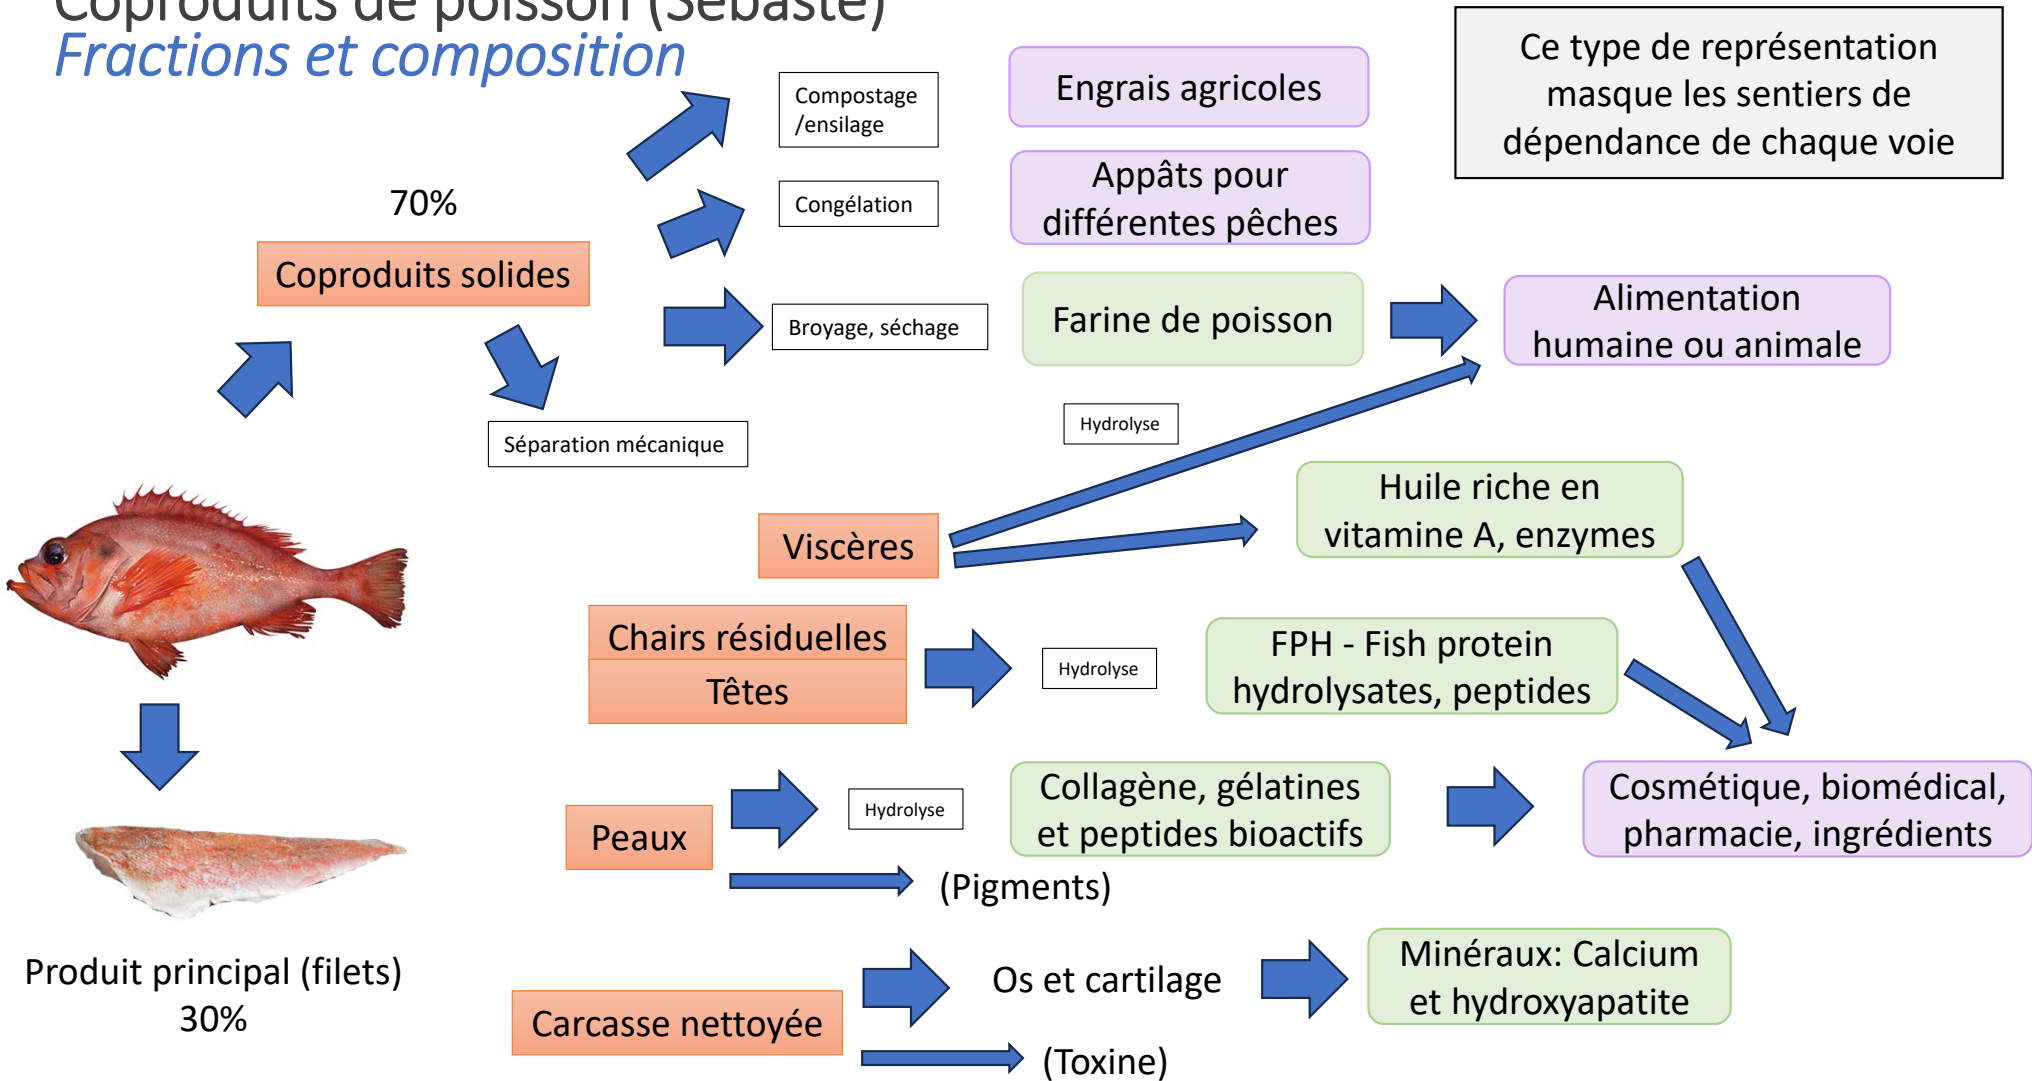 Coproduits de poisson (Sébaste)
Fractions et composition
Ce type de représentation
masque les sentiers de
dépendance de chaque voie
Compostage
/ensilage
Engrais agricoles
70%
Congélation
Appâts pour
différentes pêches
Coproduits solides
Broyage, séchage
Farine de poisson
Alimentation
humaine ou animale
Séparation mécanique
Hydrolyse
Viscères
Huile riche en
vitamine A, enzymes
Chairs résiduelles
Têtes
Hydrolyse
FPH - Fish protein
hydrolysates, peptides
Peaux
Hydrolyse
Collagène, gélatines
et peptides bioactifs
Cosmétique, biomédical,
pharmacie, ingrédients
(Pigments)
Produit principal (filets)
30%
Carcasse nettoyée
Os et cartilage
Minéraux: Calcium
et hydroxyapatite
(Toxine)